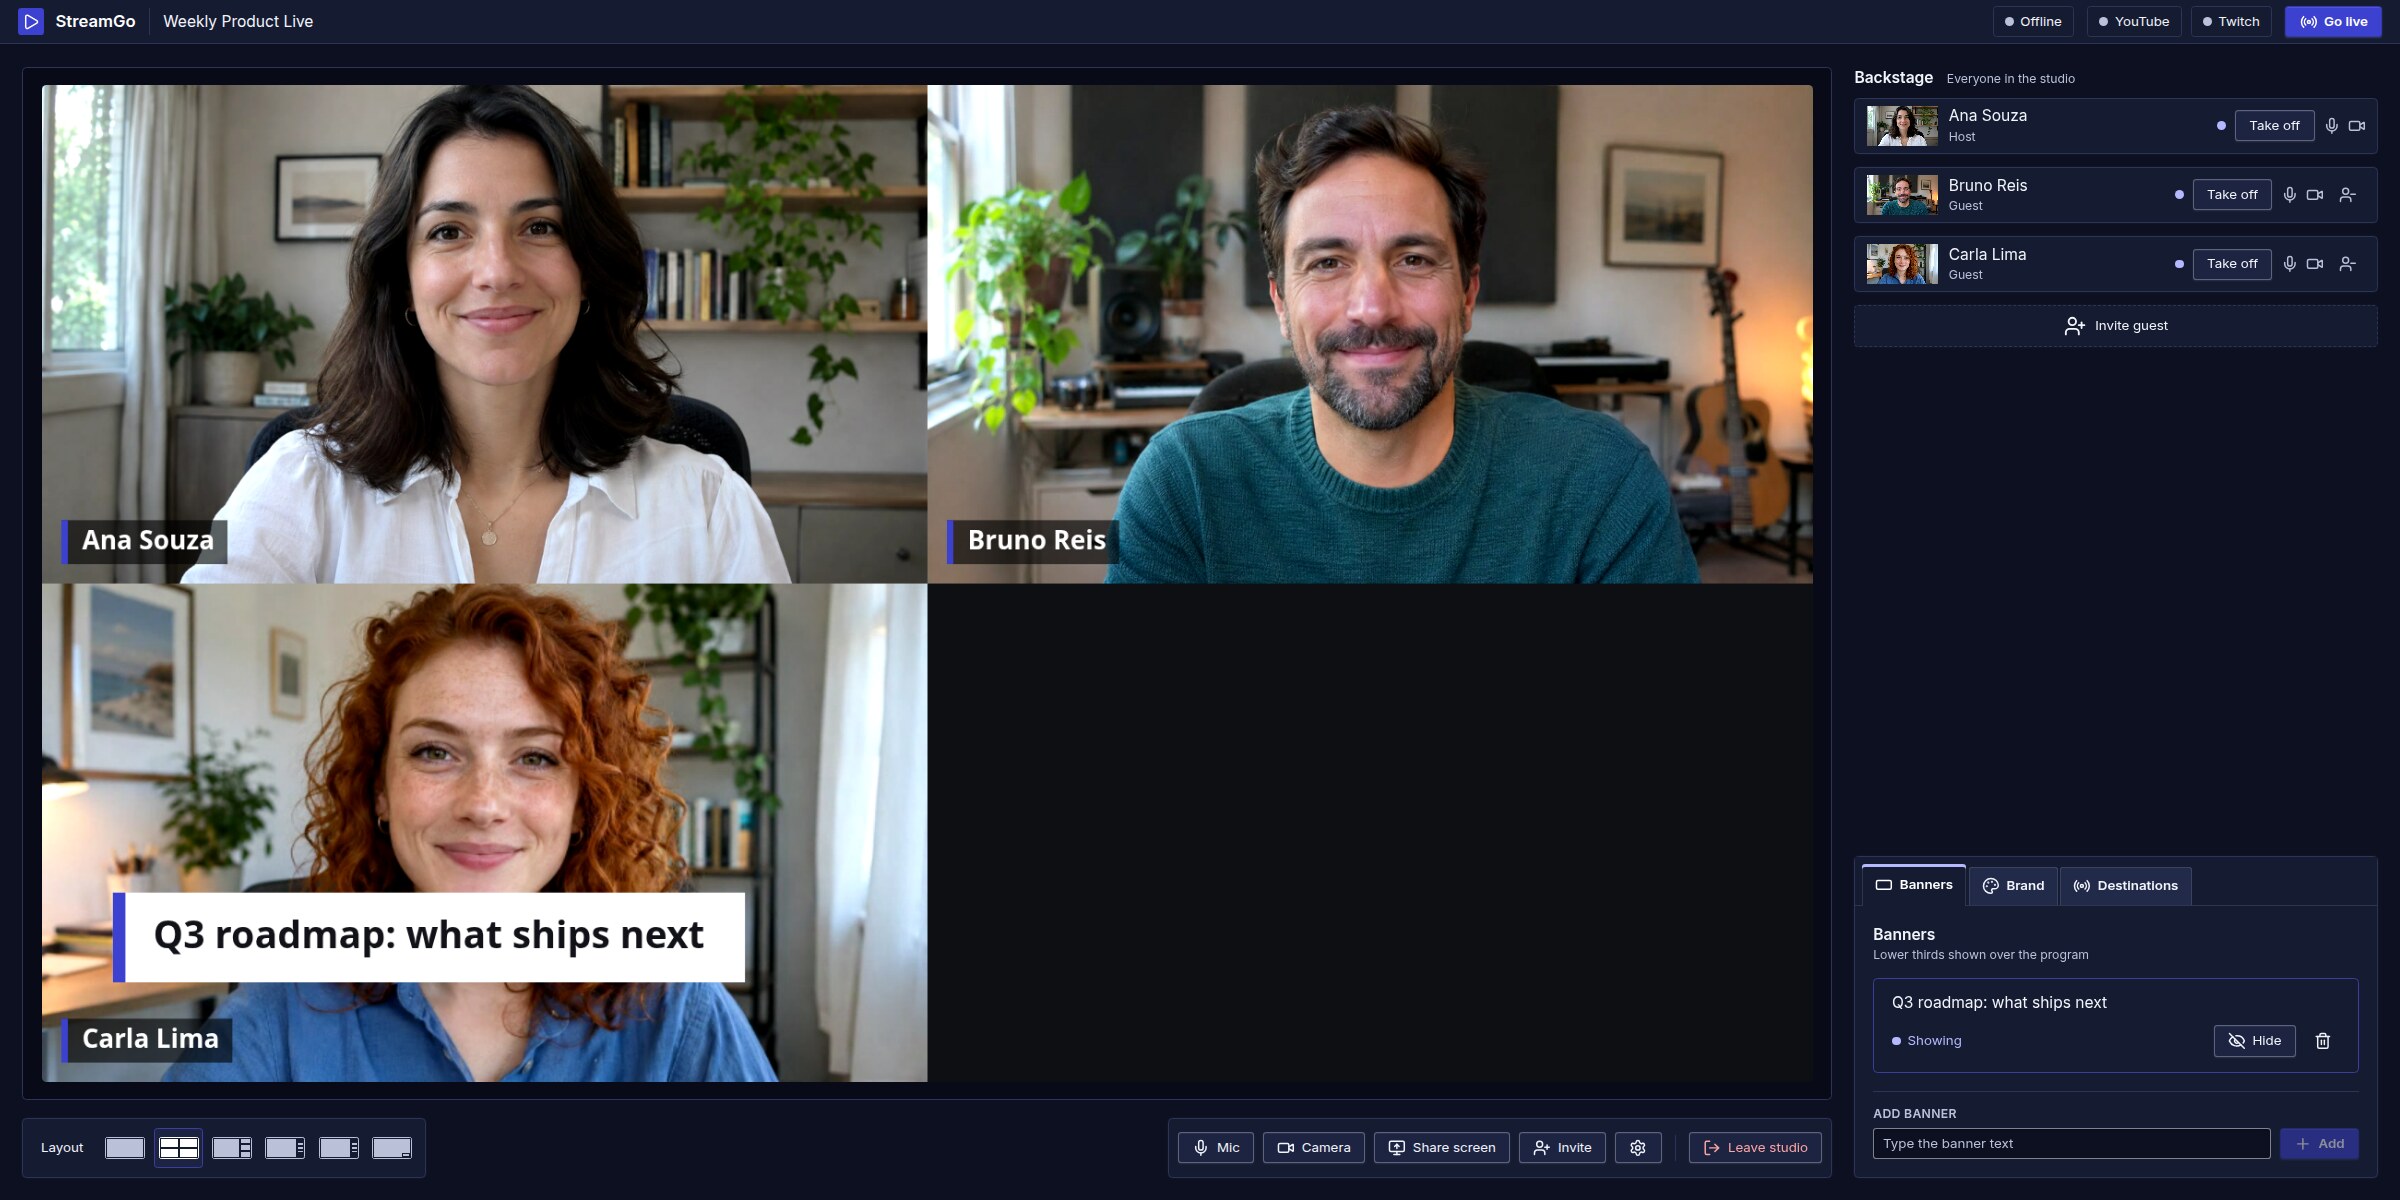 StreamGo
Weekly Product Live
Offline
YouTube
Twitch
Go live
Ana Souza
Bruno Reis
Q3 roadmap: what ships next
Carla Lima
Backstage
Everyone in the studio
Ana Souza
Host
Take off
Bruno Reis
Guest
Take off
Carla Lima
Guest
Take off
Invite guest
Banners
Brand
Destinations
Banners
Lower thirds shown over the program
Q3 roadmap: what ships next
Showing
Hide
ADD BANNER
Type the banner text
Add
Layout
Mic
Camera
Share screen
Invite
Leave studio